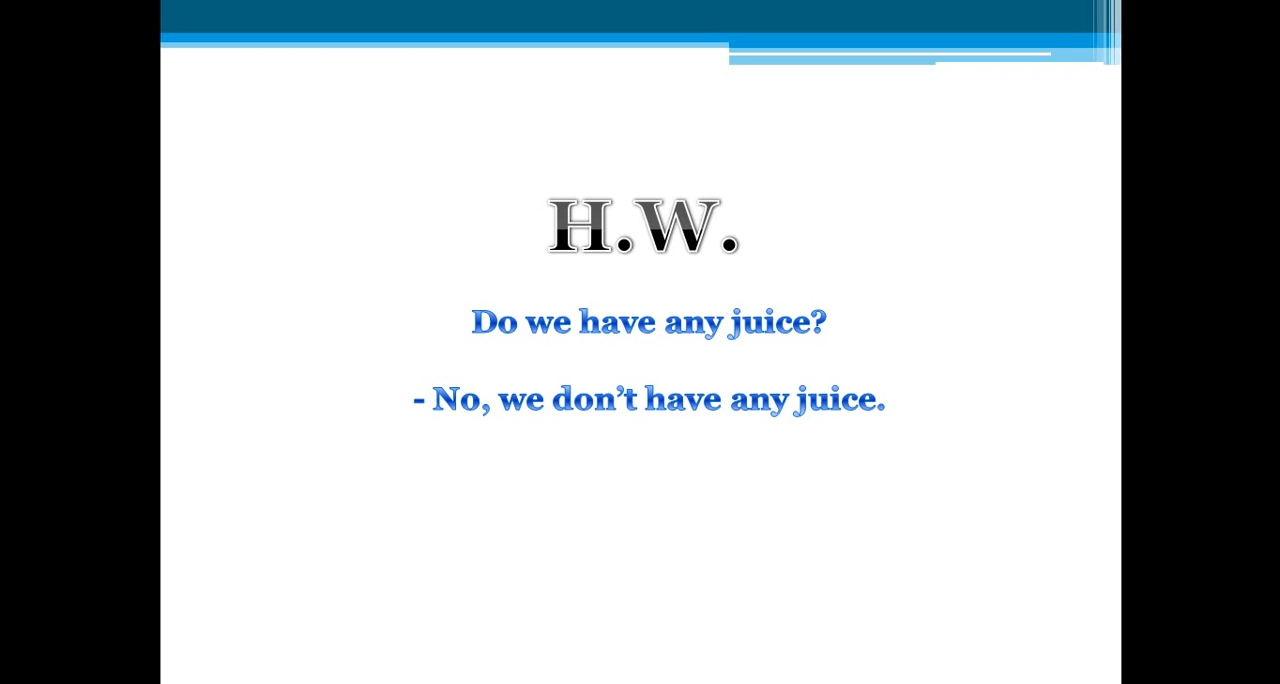 H.W.
Do we have any juice?
- No, we don’t have any juice.